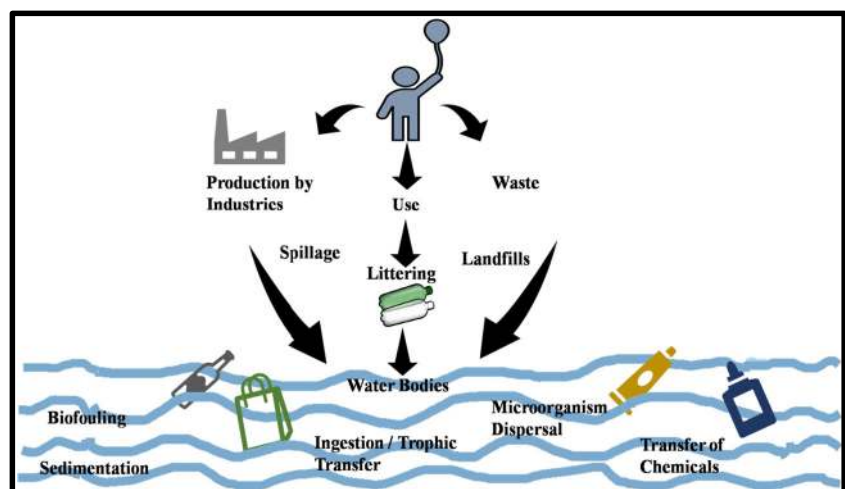 Production by
Industries
Use
Waste
Spillage
Littering
Landfills
Water Bodies
Biofouling
Microorganism
Dispersal
Ingestion / Trophic
Transfer
Transfer of
Chemicals
Sedimentation